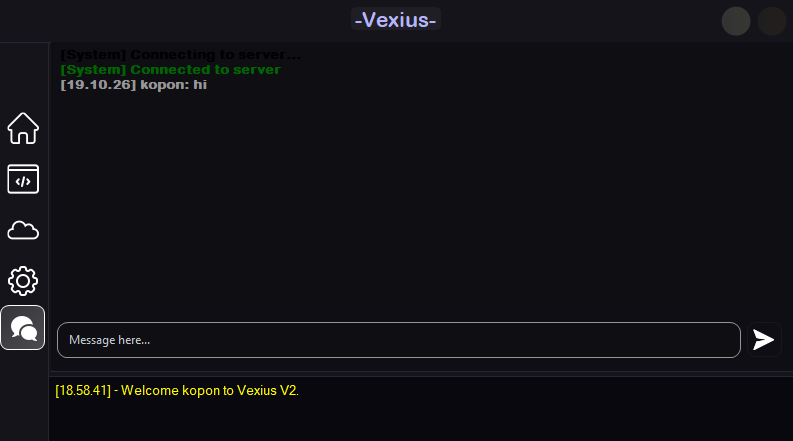 -Vexius-
[System] Connecting to server...
[System] Connected to server
[19.10.26] kopon: hi
</>
Message here...
[18.58.41] - Welcome kopon to Vexius V2.